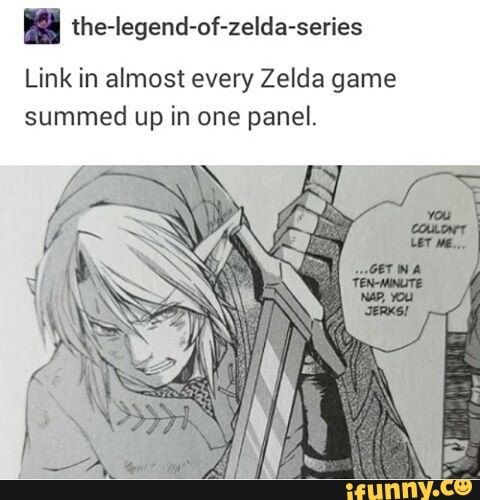 the-legend-of-zelda-series
Link in almost every Zelda game
summed up in one panel.
YOU
COULDN'T
LET ME...
...GET IN A
TEN-MINUTE
NAP, YOU
JERKS!
ifunny.co